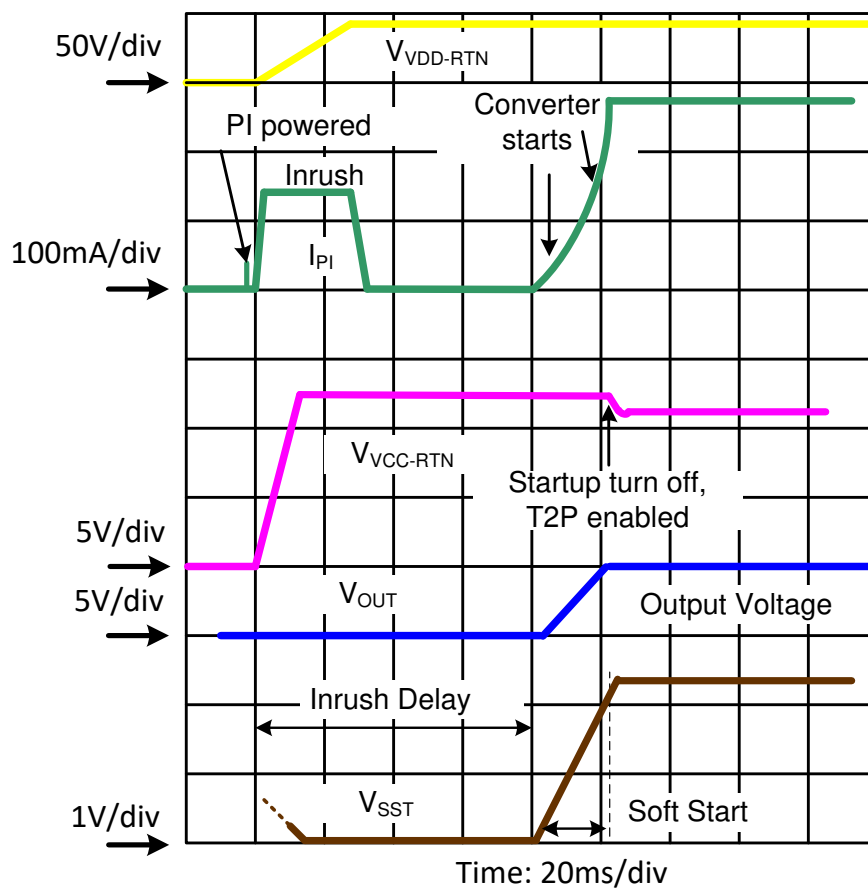 50V/div
VVDD-RTN
PI powered
Converter
starts
Inrush
100mA/div
IPI
VVCC-RTN
Startup turn off,
T2P enabled
5V/div
5V/div
VOUT
Output Voltage
Inrush Delay
1V/div
VSST
Soft Start
Time: 20ms/div